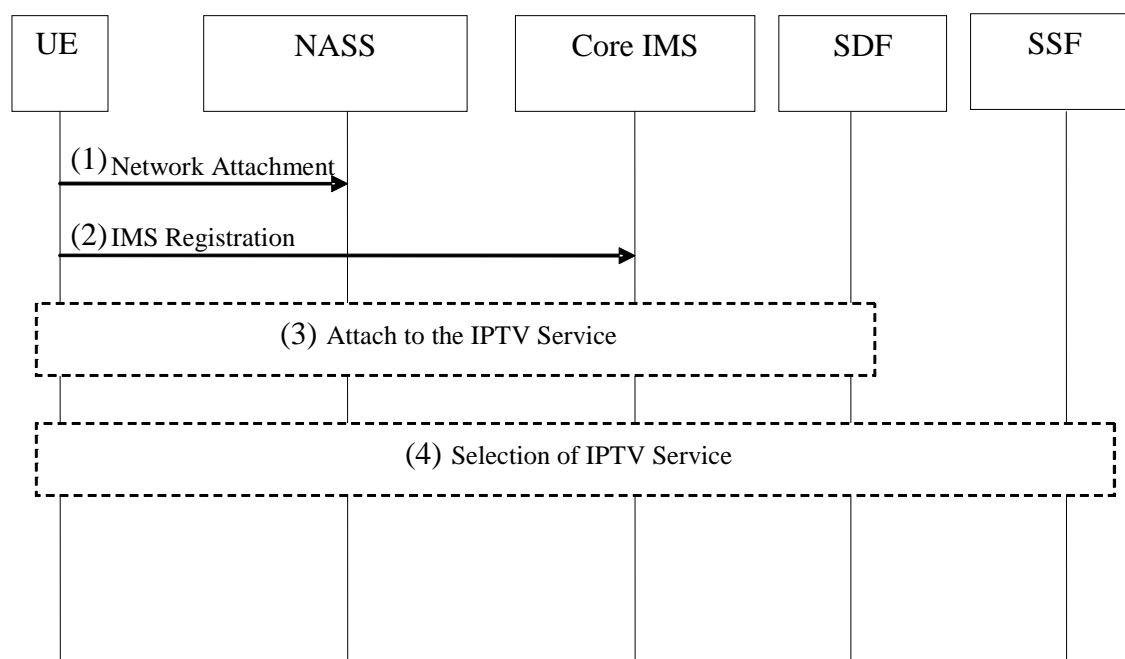 UE
NASS
Core IMS
SDF
SSF
(1) Network Attachment
(2) IMS Registration
(3) Attach to the IPTV Service
(4) Selection of IPTV Service